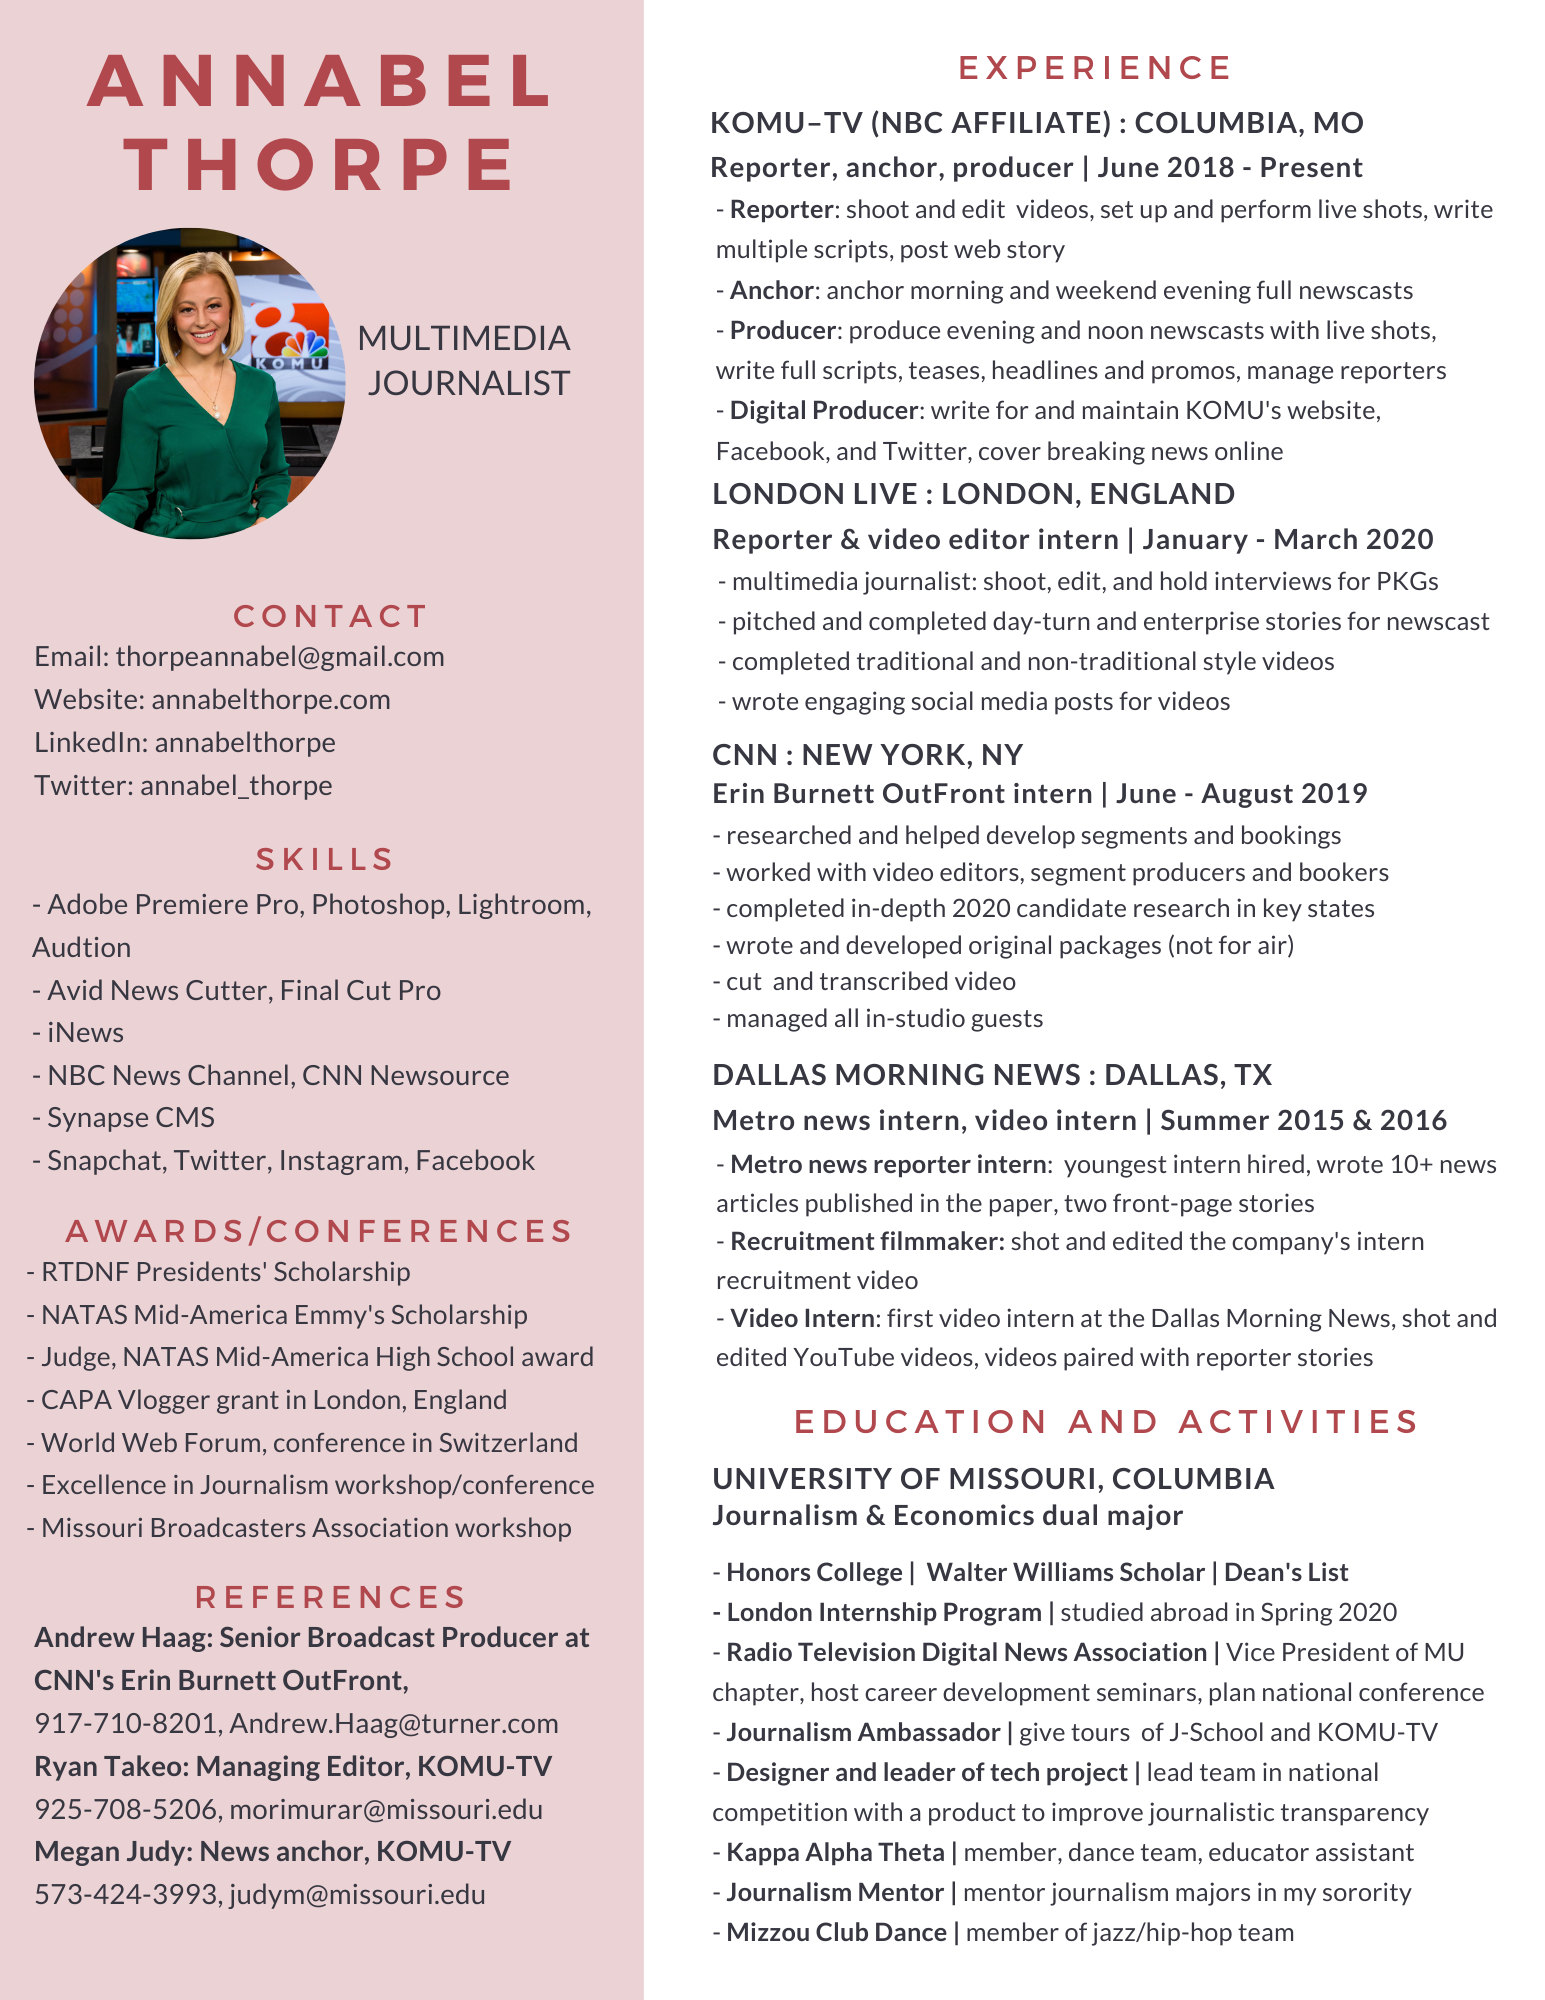 ANNABEL
THORPE
KOMU
MULTIMEDIA
JOURNALIST
CONTACT
Email: thorpeannabel@gmail.com
Website: annabelthorpe.com
LinkedIn: annabelthorpe
Twitter: annabel_thorpe
SKILLS
- Adobe Premiere Pro, Photoshop, Lightroom,
Audtion
- Avid News Cutter, Final Cut Pro
- iNews
- NBC News Channel, CNN Newsource
- Synapse CMS
- Snapchat, Twitter, Instagram, Facebook
AWARDS/CONFERENCES
- RTDNF Presidents' Scholarship
- NATAS Mid-America Emmy's Scholarship
- Judge, NATAS Mid-America High School award
- CAPA Vlogger grant in London, England
- World Web Forum, conference in Switzerland
- Excellence in Journalism workshop/conference
- Missouri Broadcasters Association workshop
REFERENCES
Andrew Haag: Senior Broadcast Producer at
CNN's Erin Burnett OutFront,
917-710-8201, Andrew.Haag@turner.com
Ryan Takeo: Managing Editor, KOMU-TV
925-708-5206, morimurar@missouri.edu
Megan Judy: News anchor, KOMU-TV
573-424-3993, judym@missouri.edu
EXPERIENCE
KOMU–TV (NBC AFFILIATE) : COLUMBIA, MO
Reporter, anchor, producer | June 2018 - Present
- Reporter: shoot and edit  videos, set up and perform live shots, write
multiple scripts, post web story
- Anchor: anchor morning and weekend evening full newscasts
- Producer: produce evening and noon newscasts with live shots,
write full scripts, teases, headlines and promos, manage reporters
- Digital Producer: write for and maintain KOMU's website,
Facebook, and Twitter, cover breaking news online
LONDON LIVE : LONDON, ENGLAND
Reporter & video editor intern | January - March 2020
- multimedia journalist: shoot, edit, and hold interviews for PKGs
- pitched and completed day-turn and enterprise stories for newscast
- completed traditional and non-traditional style videos
- wrote engaging social media posts for videos
CNN : NEW YORK, NY
Erin Burnett OutFront intern | June - August 2019
- researched and helped develop segments and bookings
- worked with video editors, segment producers and bookers
- completed in-depth 2020 candidate research in key states
- wrote and developed original packages (not for air)
- cut  and transcribed video
- managed all in-studio guests
DALLAS MORNING NEWS : DALLAS, TX
Metro news intern, video intern | Summer 2015 & 2016
- Metro news reporter intern:  youngest intern hired, wrote 10+ news
articles published in the paper, two front-page stories
- Recruitment filmmaker: shot and edited the company's intern
recruitment video
- Video Intern: first video intern at the Dallas Morning News, shot and
edited YouTube videos, videos paired with reporter stories
EDUCATION AND ACTIVITIES
UNIVERSITY OF MISSOURI, COLUMBIA
Journalism & Economics dual major
- Honors College |  Walter Williams Scholar | Dean's List
- London Internship Program | studied abroad in Spring 2020
- Radio Television Digital News Association | Vice President of MU
chapter, host career development seminars, plan national conference
- Journalism Ambassador | give tours  of J-School and KOMU-TV
- Designer and leader of tech project | lead team in national
competition with a product to improve journalistic transparency
- Kappa Alpha Theta | member, dance team, educator assistant
- Journalism Mentor | mentor journalism majors in my sorority
- Mizzou Club Dance | member of jazz/hip-hop team